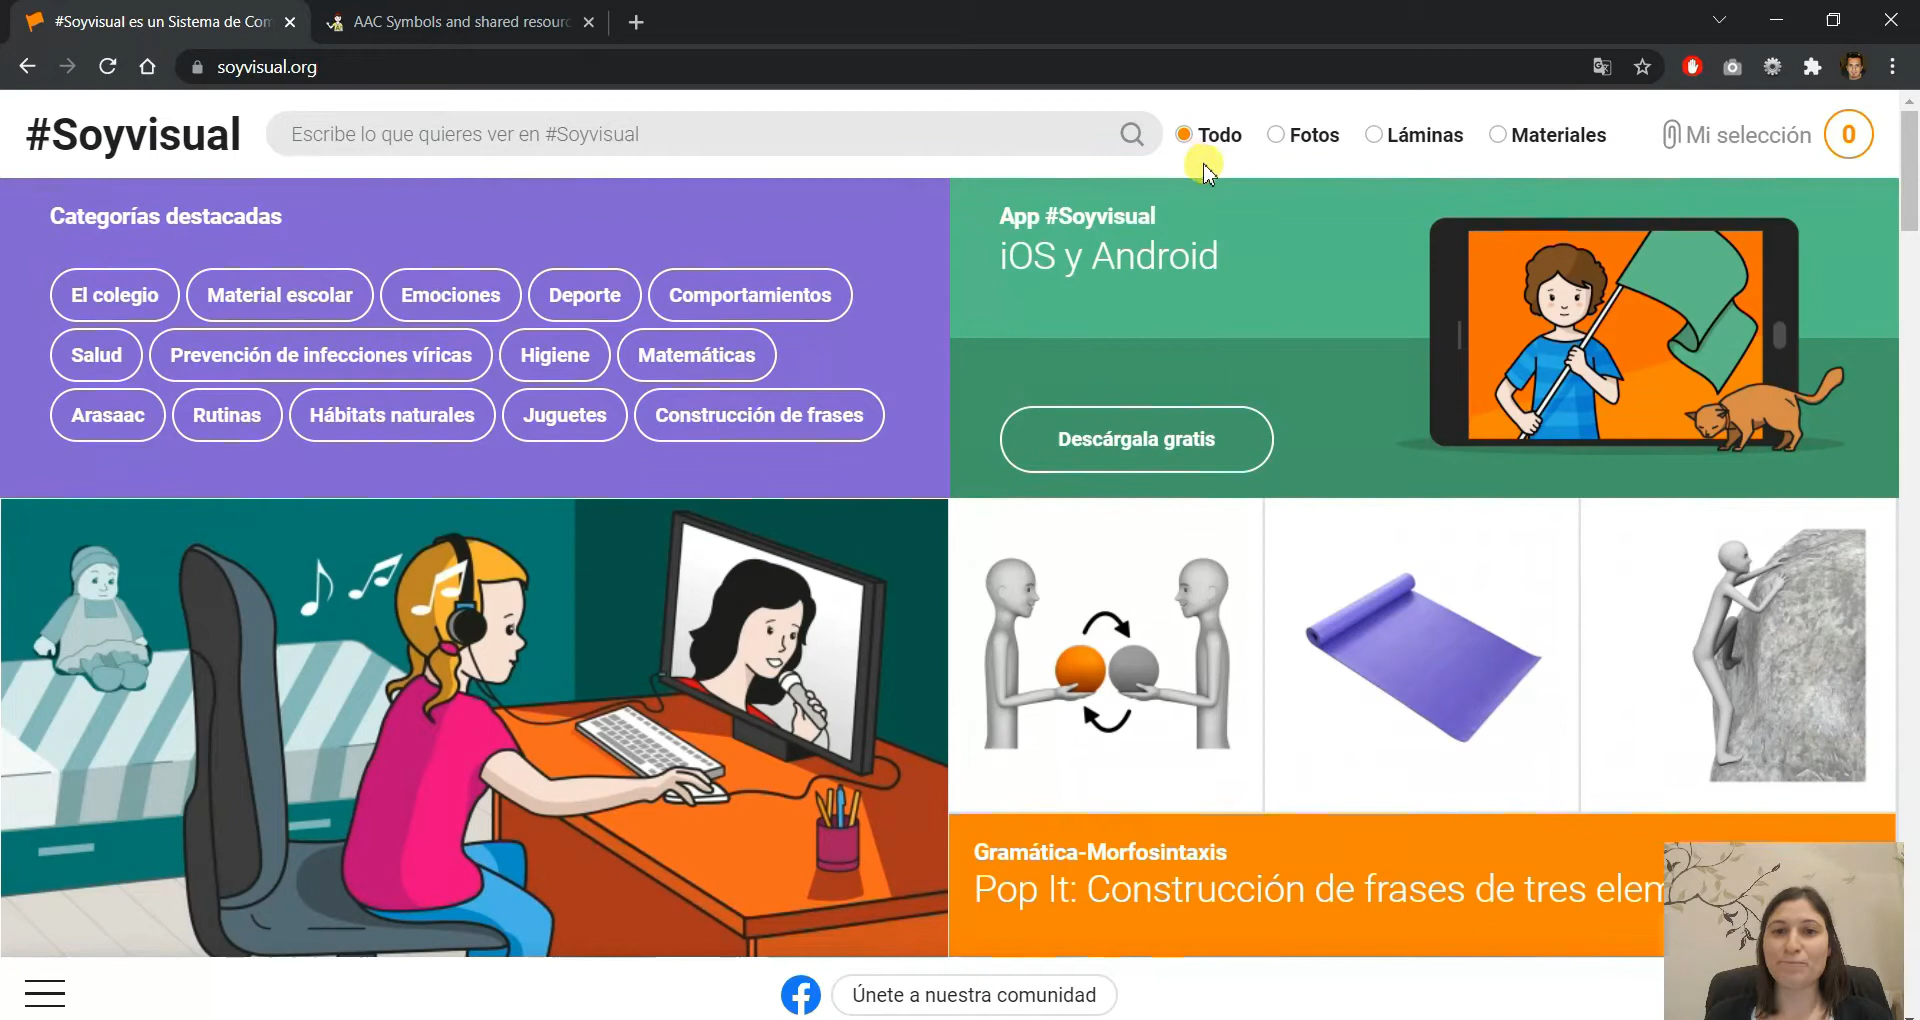 #Soyvisual es un Sistema de Com
AAC Symbols and shared resourc
soyvisual.org
#Soyvisual
Escribe lo que quieres ver en #Soyvisual
Todo
Fotos
Láminas
Materiales
Mi selección
0
Categorías destacadas
El colegio
Material escolar
Emociones
Deporte
Comportamientos
Salud
Prevención de infecciones víricas
Higiene
Matemáticas
Arasaac
Rutinas
Hábitats naturales
Juguetes
Construcción de frases
App #Soyvisual
iOS y Android
Descárgala gratis
Gramática-Morfosintaxis
Pop It: Construcción de frases de tres elem
Únete a nuestra comunidad